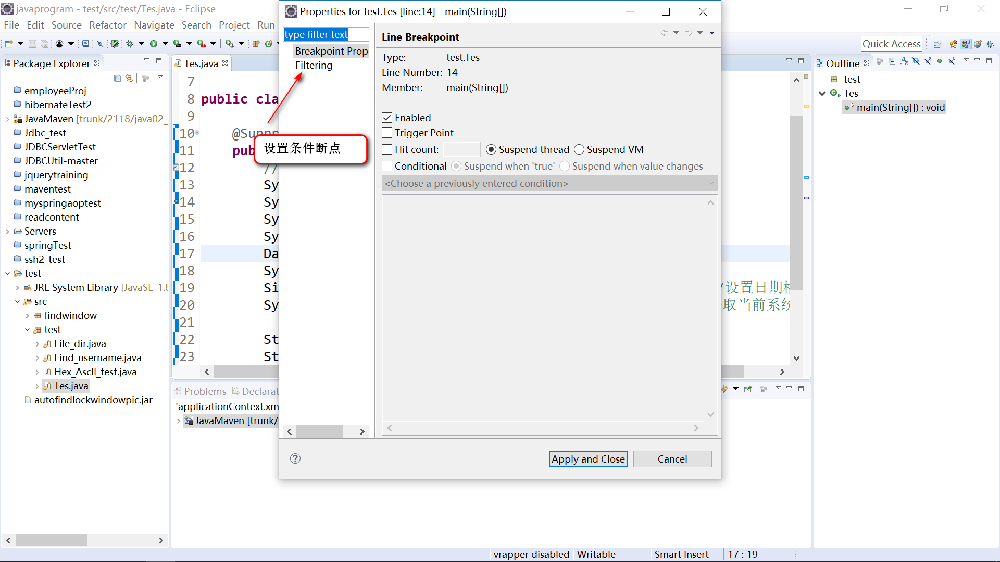 javaprogram - test/src/test/Tes.java - Eclipse
File Edit Source Refactor Navigate Search Project Run
Quick Access
Package Explorer
employeeProj
hibernateTest2
JavaMaven [trunk/2118/java02_
Jdbc_test
JDBCServletTest
JDBCUtil-master
jquerytraining
maventest
myspringaoptest
readcontent
Servers
springTest
ssh2_test
test
JRE System Library [JavaSE-1.8
src
findwindow
test
File_dir.java
Find_username.java
Hex_AscII_test.java
Tes.java
autofindlockwindowpic.jar
Tes.java
7
8 public cla
9
10 @Suppr
11 pub
12 //
13 Sy
14 Sy
15 Sy
16 Sy
17 Da
18 Sy
19 Si
20 Sy
21
22 St
23 St
/设置日期格
取当前系统
Problems Declarat
'applicationContext.xm
JavaMaven [trunk/
Properties for test.Tes [line:14] - main(String[])
type filter text
Breakpoint Prope
Filtering
设置条件断点
Line Breakpoint
Type: test.Tes
Line Number: 14
Member: main(String[])
Enabled
Trigger Point
Hit count: Suspend thread Suspend VM
Conditional Suspend when 'true' Suspend when value changes
<Choose a previously entered condition>
Apply and Close Cancel
Outline
test
Tes
main(String[]) : void
vrapper disabled Writable Smart Insert 17 : 19